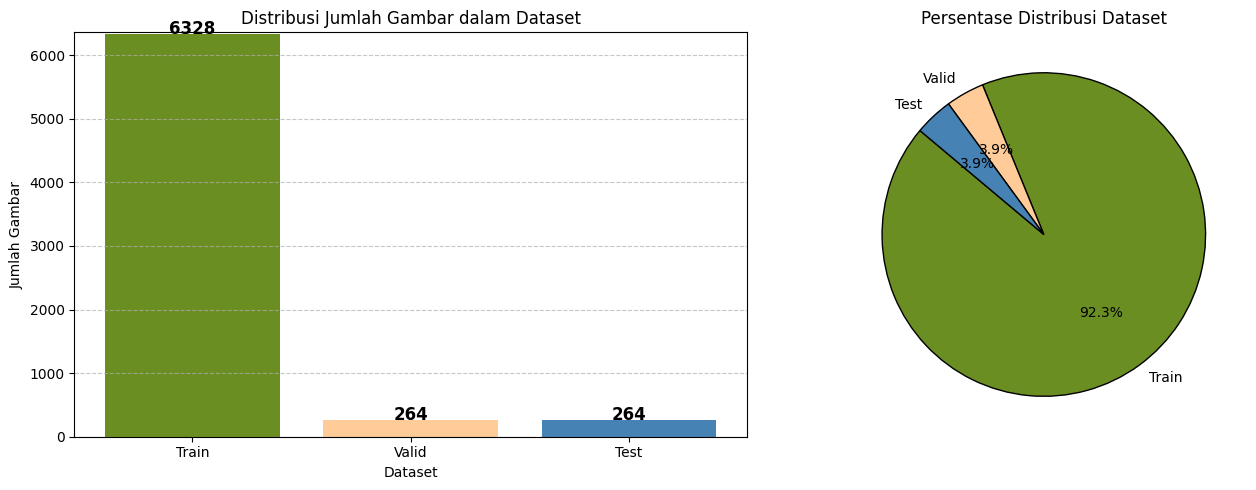 Distribusi Jumlah Gambar dalam Dataset
6328
6000
5000
4000
3000
2000
1000
0
Jumlah Gambar
264
264
Train
Valid
Test
Dataset
Persentase Distribusi Dataset
Valid
Test
3.9%
3.9%
92.3%
Train